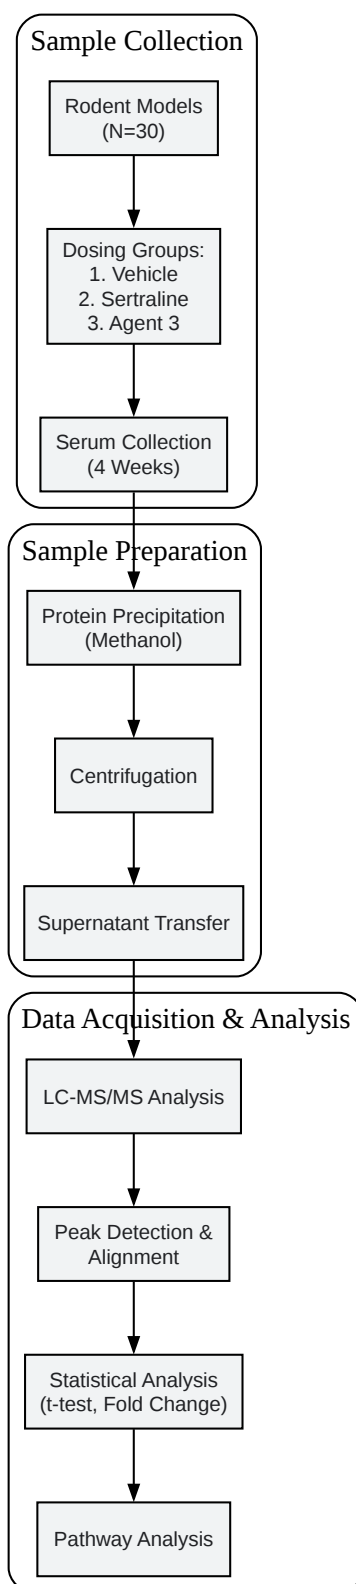 Sample Collection
Rodent Models
(N=30)
Dosing Groups:
1. Vehicle
2. Sertraline
3. Agent 3
Serum Collection
(4 Weeks)
Sample Preparation
Protein Precipitation
(Methanol)
Centrifugation
Supernatant Transfer
Data Acquisition & Analysis
LC-MS/MS Analysis
Peak Detection &
Alignment
Statistical Analysis
(t-test, Fold Change)
Pathway Analysis